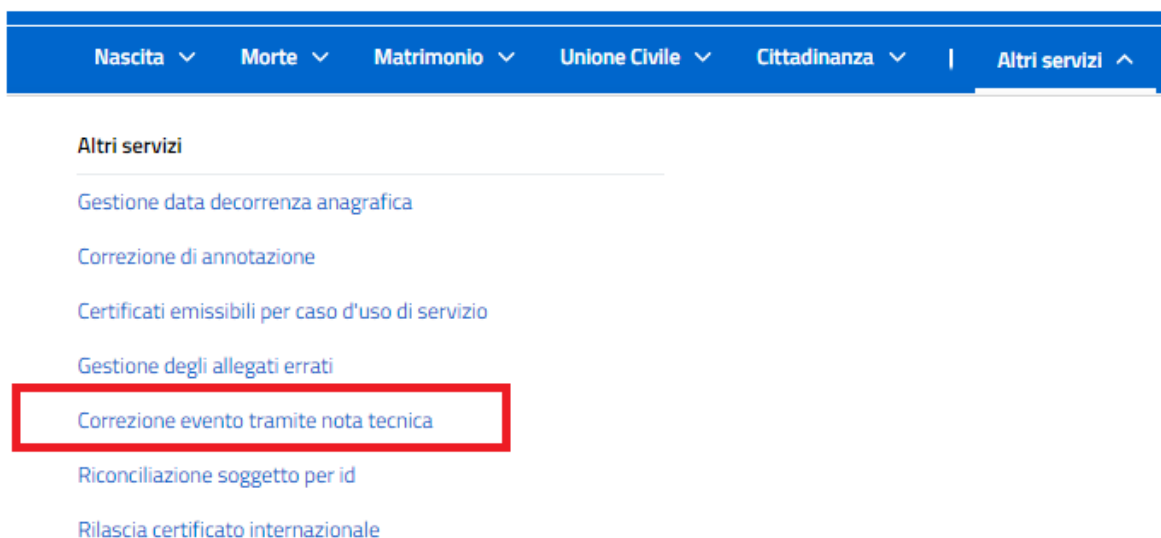 Nascita Morte Matrimonio Unione Civile Cittadinanza | Altri servizi
Altri servizi
Gestione data decorrenza anagrafica
Correzione di annotazione
Certificati emissibili per caso d'uso di servizio
Gestione degli allegati errati
Correzione evento tramite nota tecnica
Riconciliazione soggetto per id
Rilascia certificato internazionale